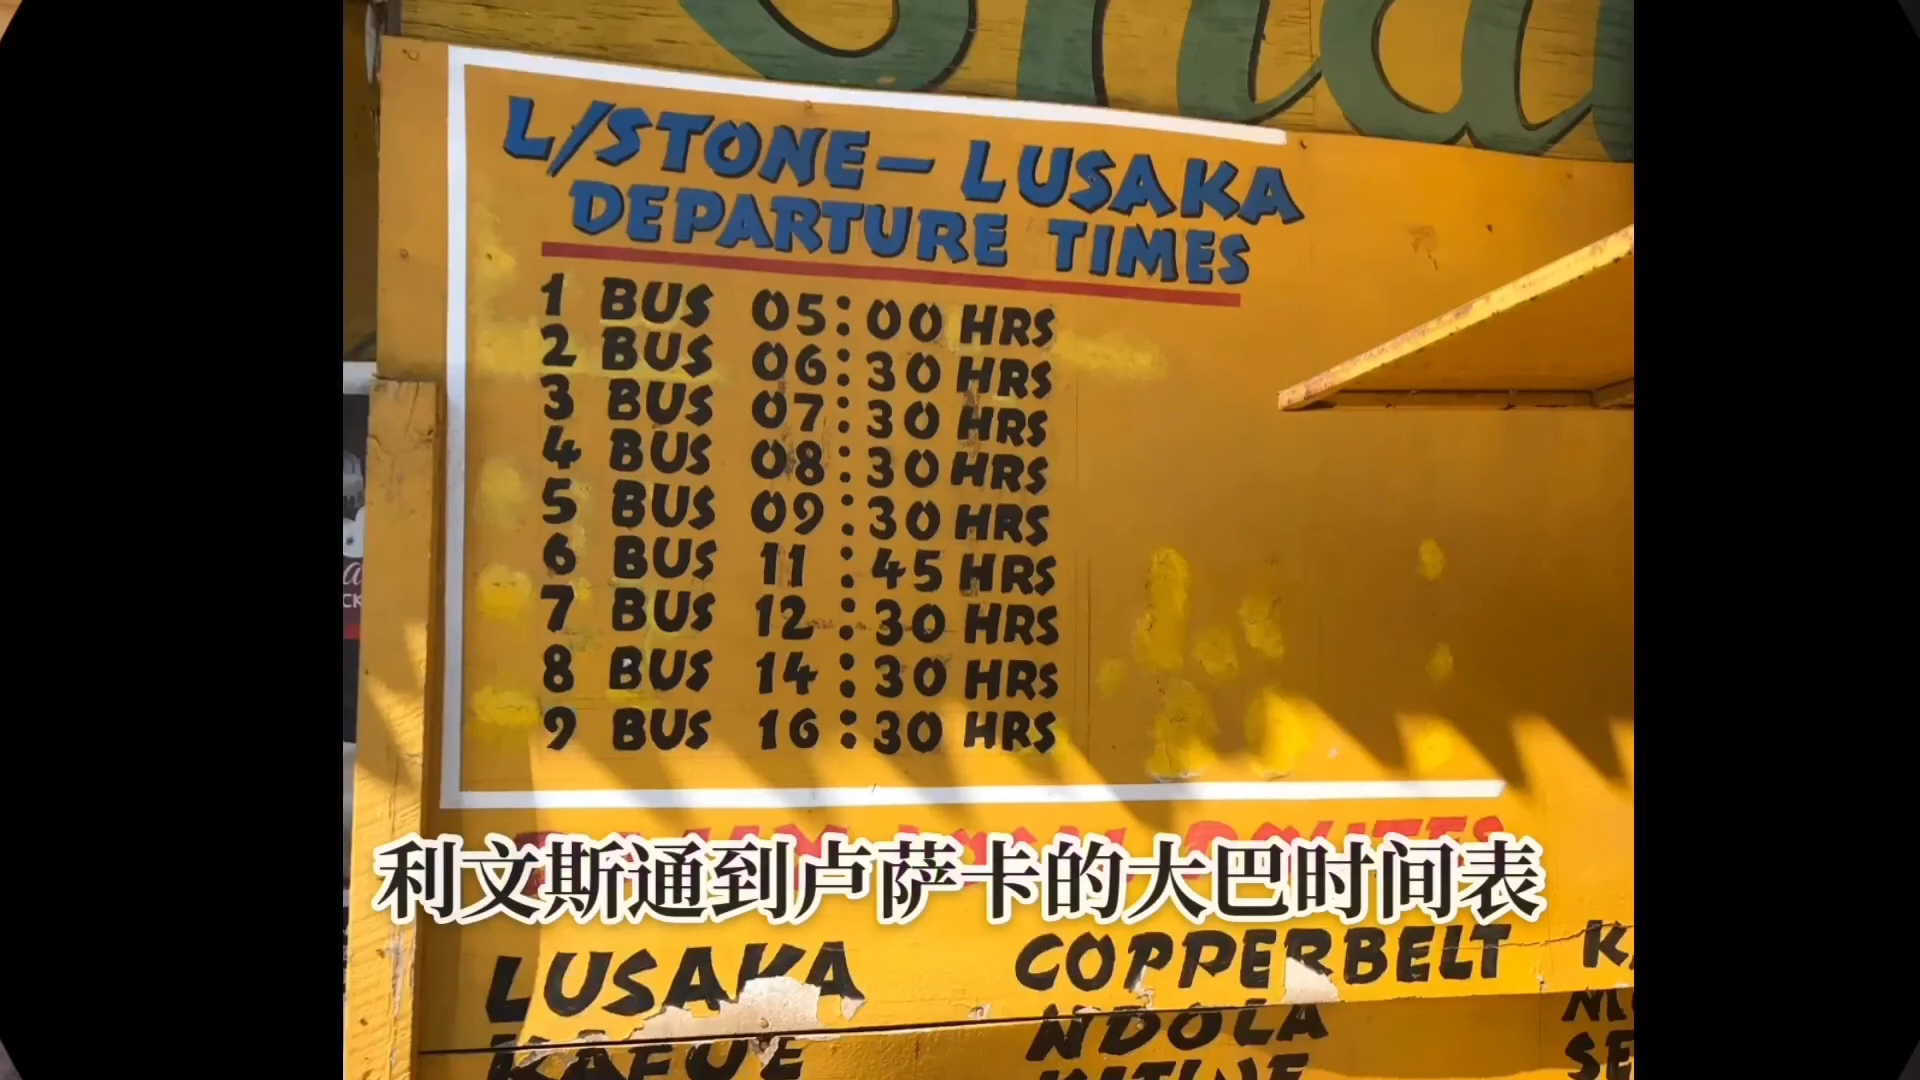 L/STONE – LUSAKA
DEPARTURE TIMES
1 BUS 05:00 HRS
2 BUS 06:30 HRS
3 BUS 07:30 HRS
4 BUS 08:30 HRS
5 BUS 09:30 HRS
6 BUS 11:45 HRS
7 BUS 12:30 HRS
8 BUS 14:30 HRS
9 BUS 16:30 HRS
利文斯通到卢萨卡的大巴时间表
LUSAKA COPPERBELT
KAFUE NDOLA
KITWE